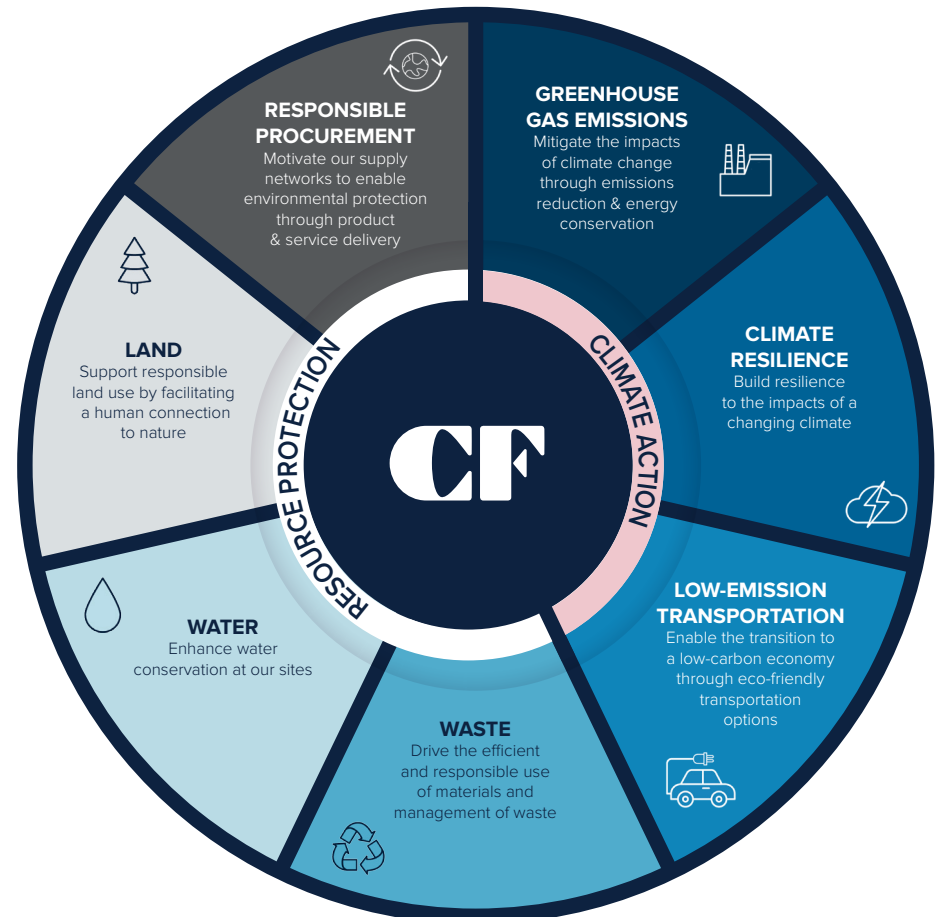 RESPONSIBLE
PROCUREMENT
Motivate our supply
networks to enable
environmental protection
through product
& service delivery
GREENHOUSE
GAS EMISSIONS
Mitigate the impacts
of climate change
through emissions
reduction & energy
conservation
CLIMATE
RESILIENCE
Build resilience
to the impacts of a
changing climate
LOW-EMISSION
TRANSPORTATION
Enable the transition to
a low-carbon economy
through eco-friendly
transportation
options
WASTE
Drive the efficient
and responsible use
of materials and
management of waste
WATER
Enhance water
conservation at our sites
LAND
Support responsible
land use by facilitating
a human connection
to nature
RESOURCE PROTECTION
CLIMATE ACTION
CF